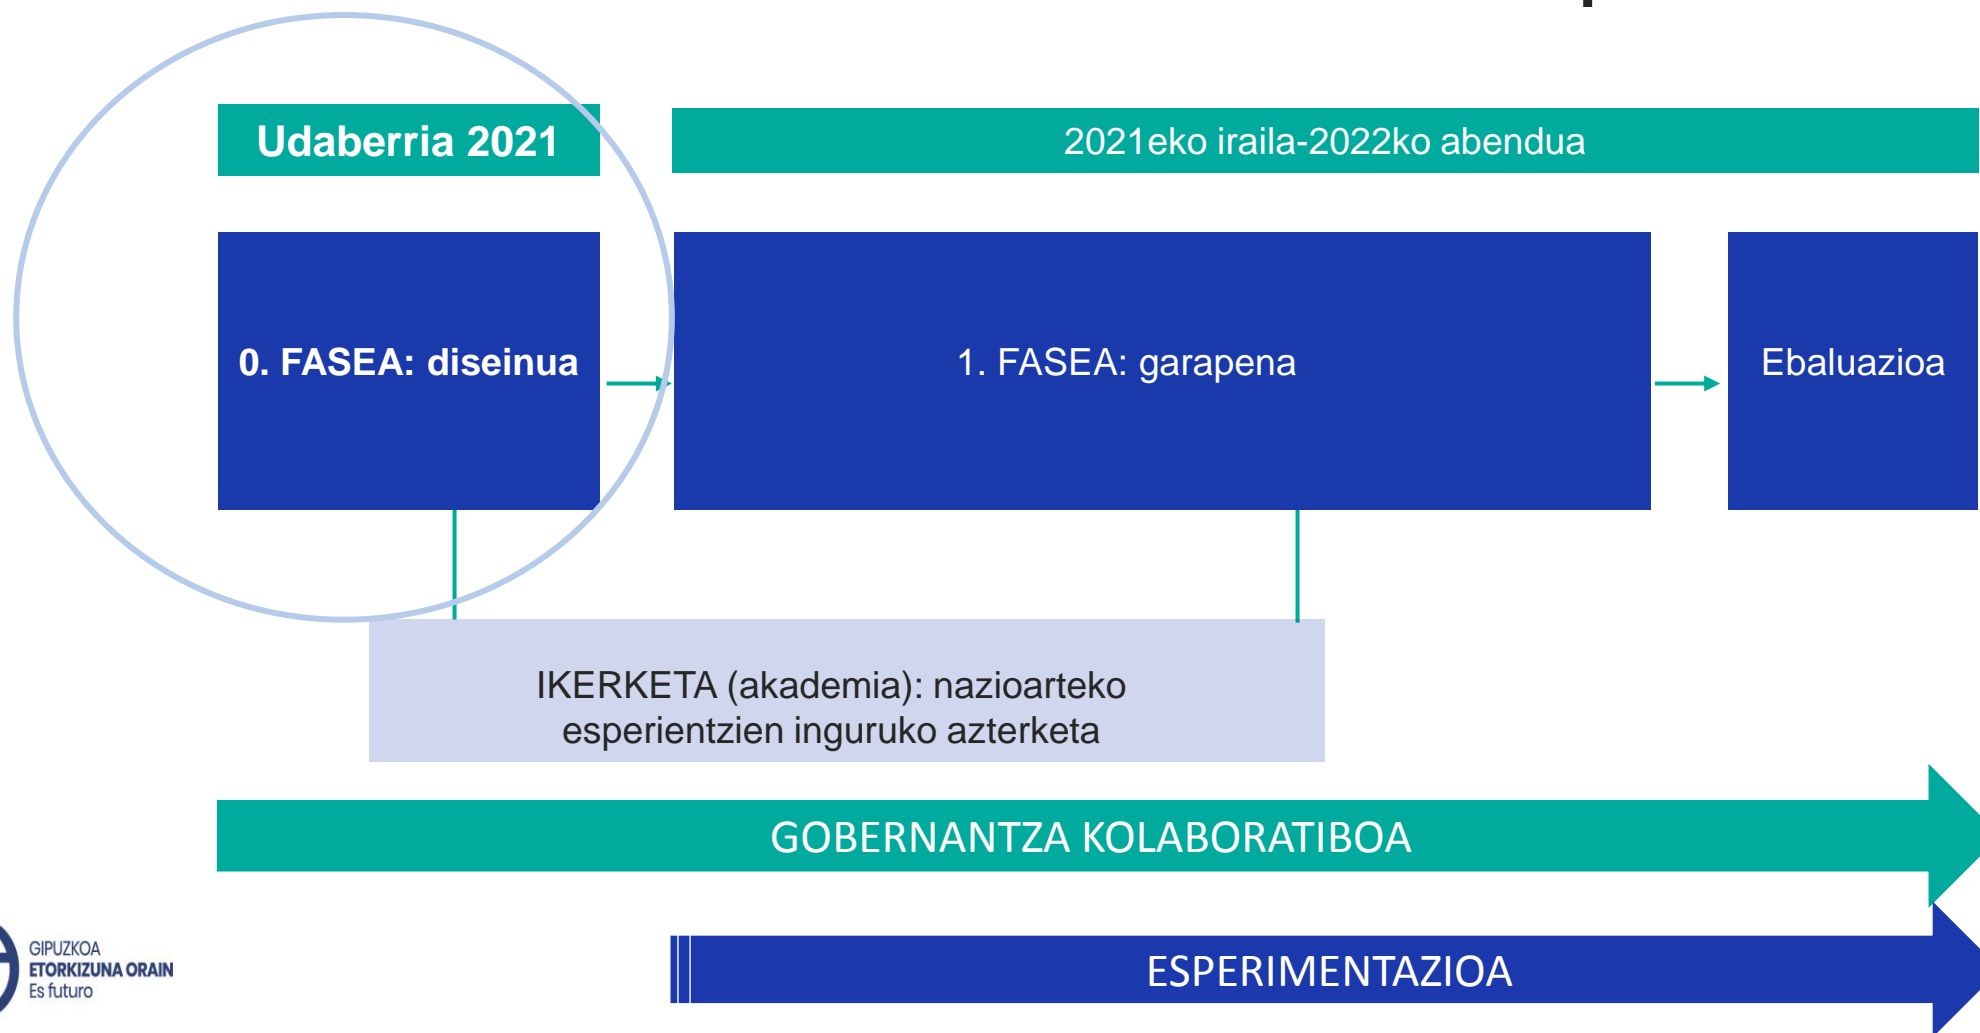 Udaberria 2021
2021eko iraila-2022ko abendua
0. FASEA: diseinua
1. FASEA: garapena
Ebaluazioa
IKERKETA (akademia): nazioarteko
esperientzien inguruko azterketa
GOBERNANTZA KOLABORATIBOA
ESPERIMENTAZIOA
GIPUZKOA
ETORKIZUNA ORAIN
Es futuro